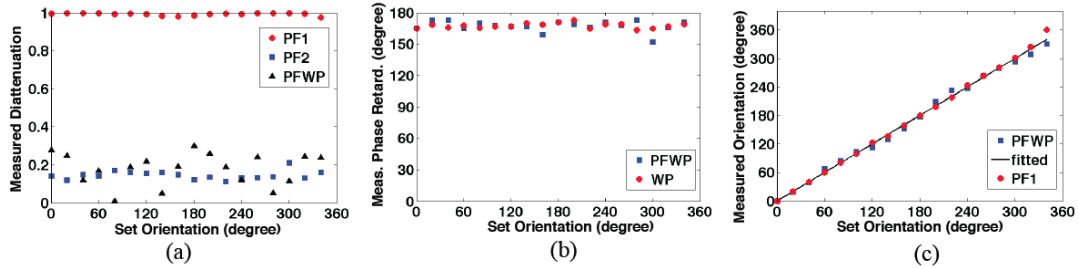 Measured Diattenuation
1
0.8
0.6
0.4
0.2
0
PF1
PF2
PFWP
0 60 120 180 240 300 360
Set Orientation (degree)
(a)
Meas. Phase Retard. (degree)
180
150
120
90
60
30
0
PFWP
WP
0 60 120 180 240 300 360
Set Orientation (degree)
(b)
Measured Orientation (degree)
360
300
240
180
120
60
0
PFWP
fitted
PF1
0 60 120 180 240 300 360
Set Orientation (degree)
(c)